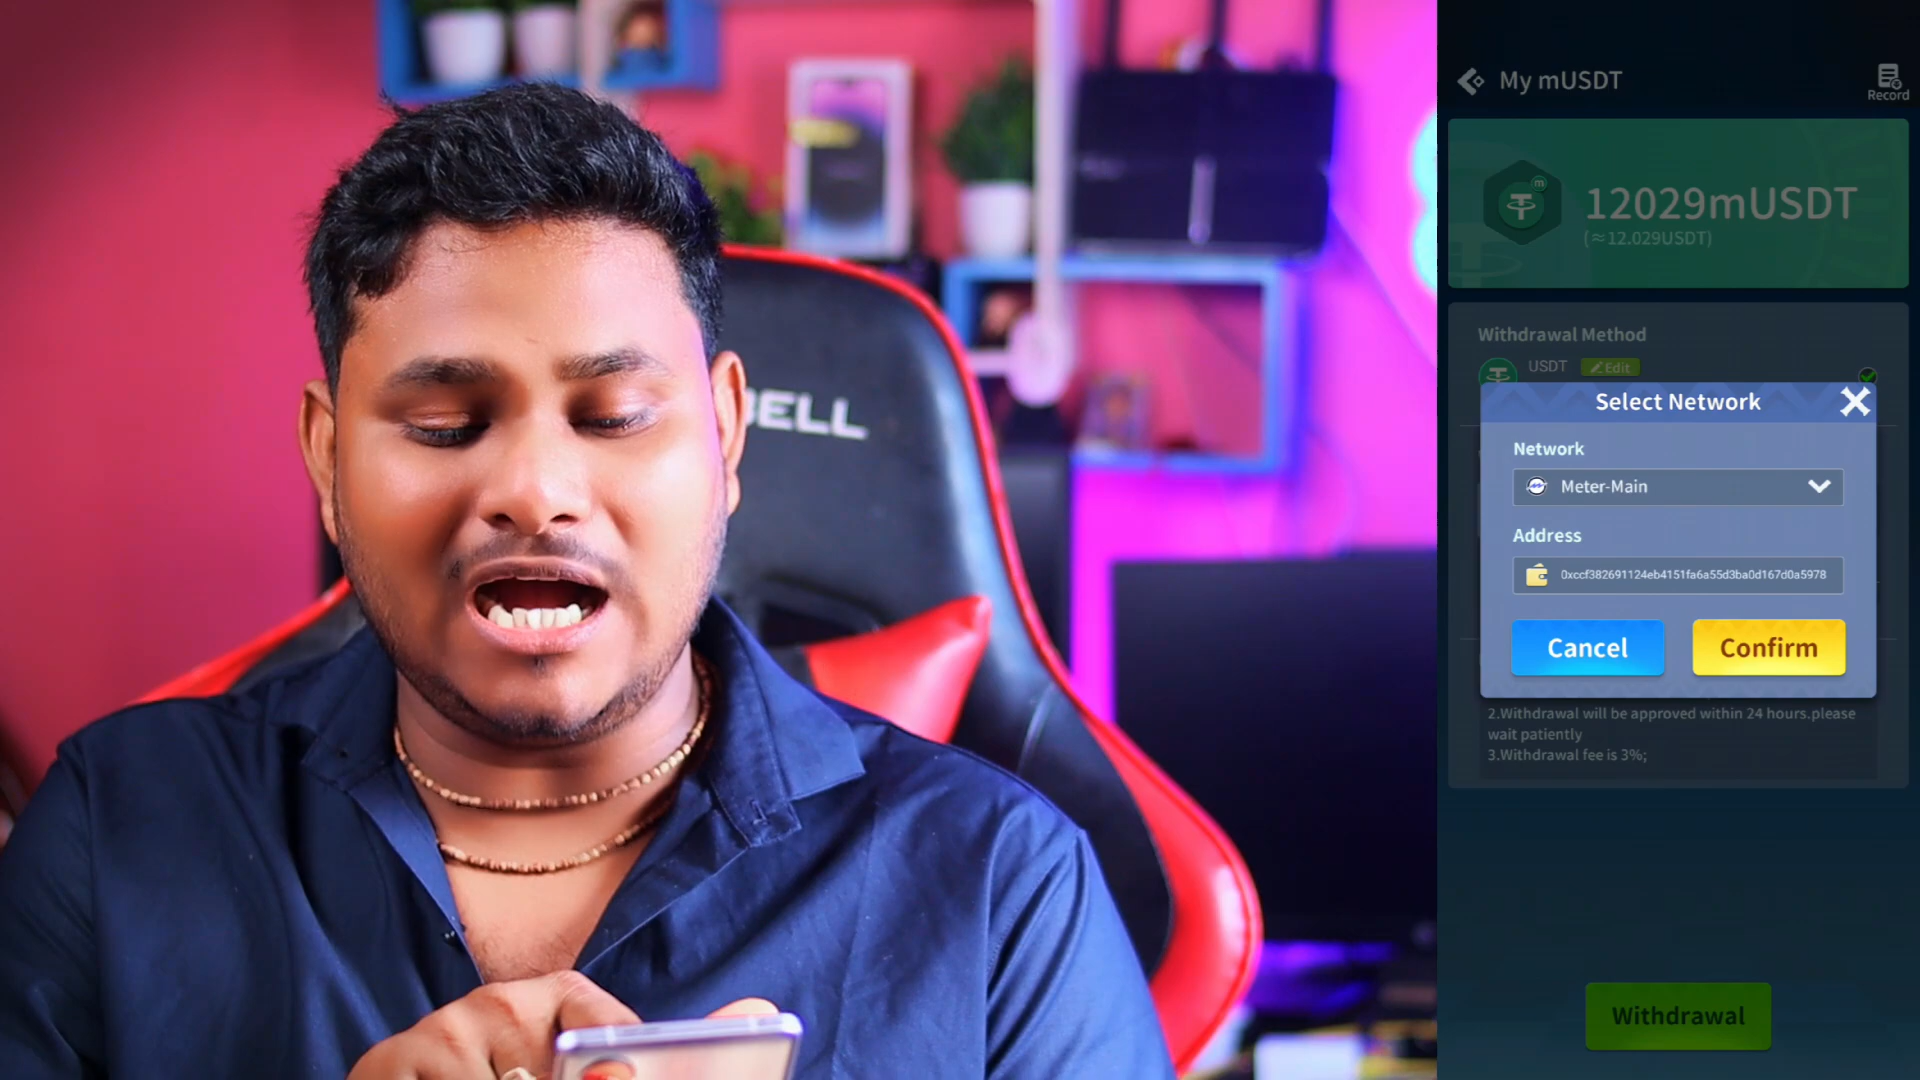 BELL
My mUSDT
Record
12029mUSDT
(≈12.029USDT)
Withdrawal Method
USDT
Edit
Select Network
Network
Meter-Main
Address
0xccf382691124eb4151fa6a55d3ba0d167d0a5978
Cancel
Confirm
2.Withdrawal will be approved within 24 hours.please
wait patiently
3.Withdrawal fee is 3%;
Withdrawal